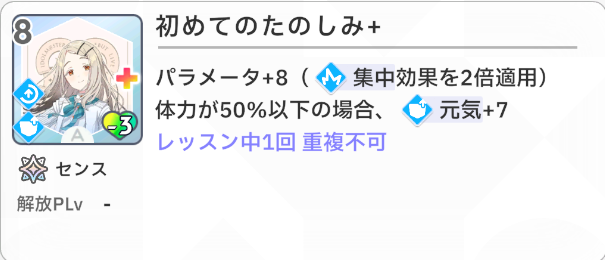 8
初めてのたのしみ+
パラメータ+8（ 集中効果を2倍適用）
体力が50%以下の場合、 元気+7
レッスン中1回 重複不可
A
-3
センス
解放PLv -